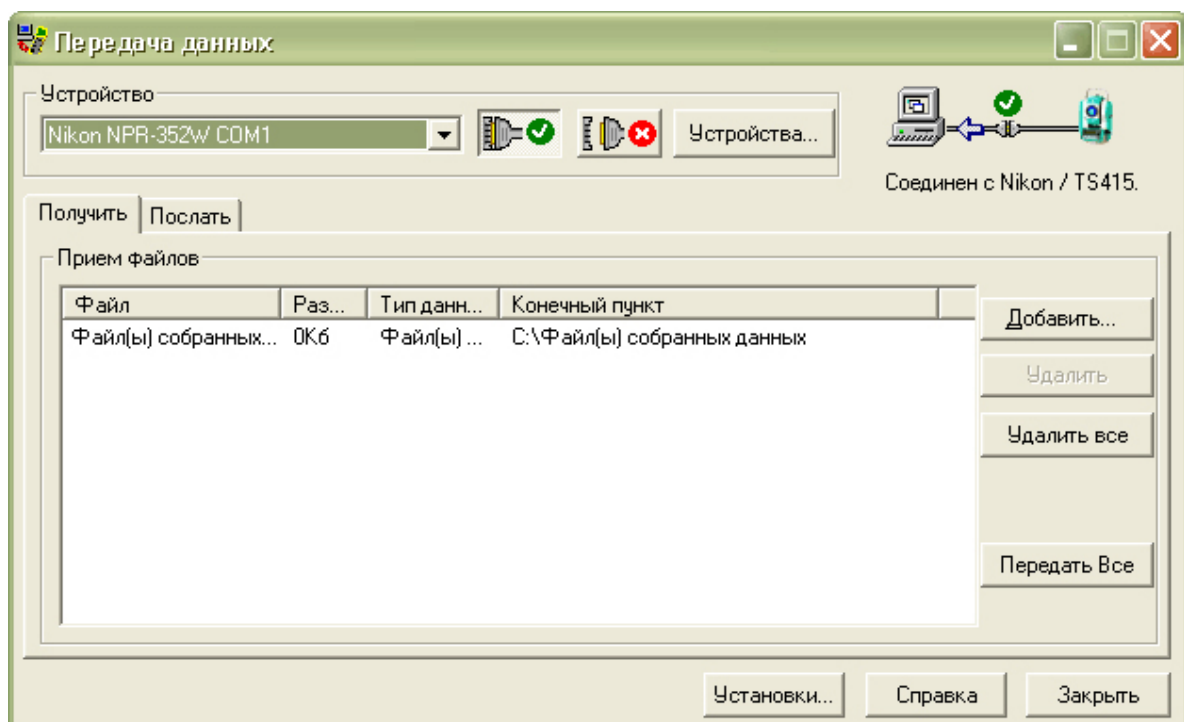 Передача данных
Устройство
Nikon NPR-352W COM1
Устройства...
Соединен с Nikon / TS415.
Получить Послать
Прием файлов
Файл Раз... Тип данн... Конечный пункт
Файл(ы) собранных... 0Кб Файл(ы) ... C:\Файл(ы) собранных данных
Добавить...
Удалить
Удалить все
Передать Все
Установки... Справка Закрыть